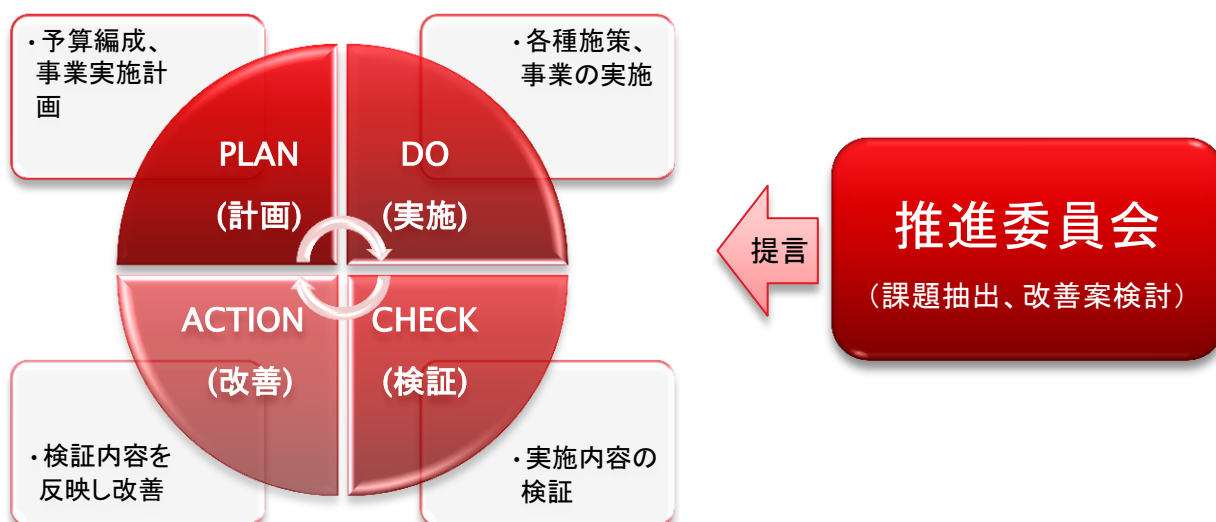 ・予算編成、
事業実施計
画
・各種施策、
事業の実施
PLAN
(計画)
DO
(実施)
ACTION
(改善)
CHECK
(検証)
・検証内容を
反映し改善
・実施内容の
検証
提言
推進委員会
（課題抽出、改善案検討）